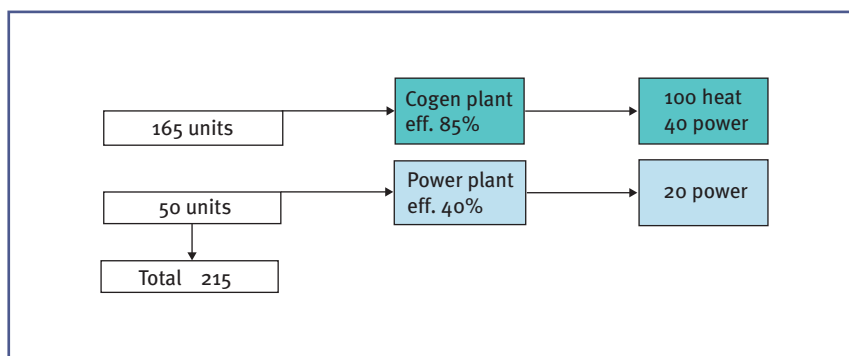 165 units
Cogen plant
eff. 85%
100 heat
40 power
50 units
Power plant
eff. 40%
20 power
Total 215